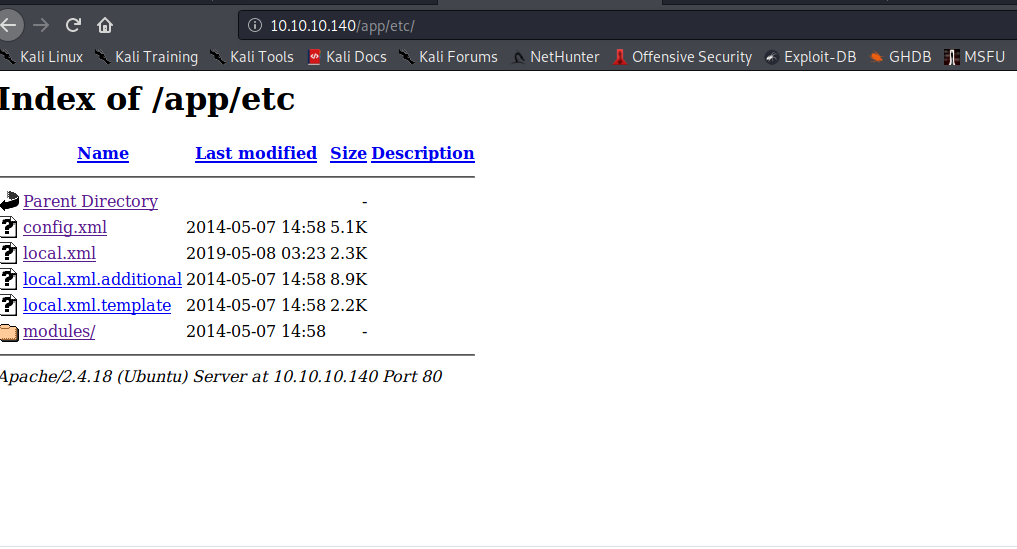 10.10.10.140/app/etc/
Kali Linux Kali Training Kali Tools Kali Docs Kali Forums NetHunter Offensive Security Exploit-DB GHDB MSFU
Index of /app/etc
Name Last modified Size Description
Parent Directory -
config.xml 2014-05-07 14:58 5.1K
local.xml 2019-05-08 03:23 2.3K
local.xml.additional 2014-05-07 14:58 8.9K
local.xml.template 2014-05-07 14:58 2.2K
modules/ 2014-05-07 14:58 -
Apache/2.4.18 (Ubuntu) Server at 10.10.10.140 Port 80